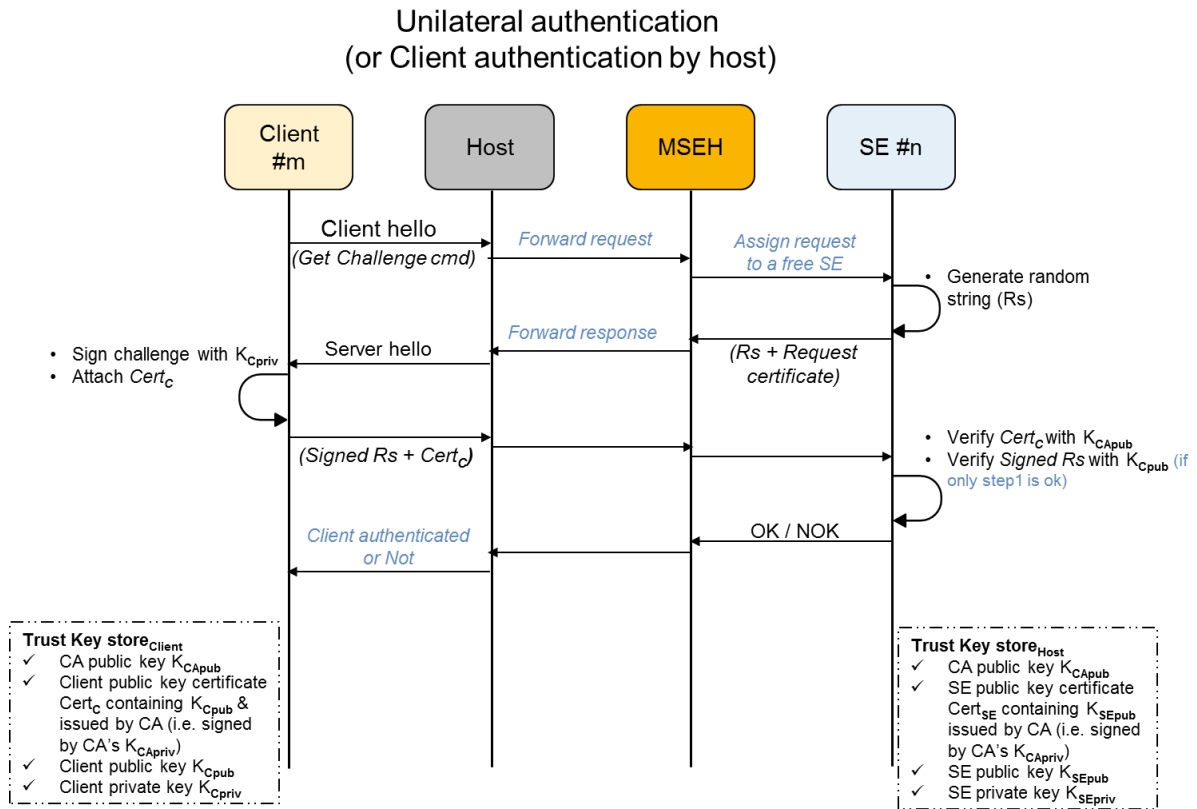 Unilateral authentication
(or Client authentication by host)
Client
#m
Host
MSEH
SE #n
Client hello
(Get Challenge cmd)
Forward request
Assign request
to a free SE
• Generate random
string (Rs)
Forward response
(Rs + Request
certificate)
Server hello
• Sign challenge with KCpriv
• Attach CertC
(Signed Rs + CertC)
• Verify CertC with KCApub
• Verify Signed Rs with KCpub (if
only step1 is ok)
OK / NOK
Client authenticated
or Not
Trust Key storeClient
✓ CA public key KCApub
✓ Client public key certificate
CertC containing KCpub &
issued by CA (i.e. signed
by CA's KCApriv)
✓ Client public key KCpub
✓ Client private key KCpriv
Trust Key storeHost
✓ CA public key KCApub
✓ SE public key certificate
CertSE containing KSEpub
issued by CA (i.e. signed
by CA's KCApriv)
✓ SE public key KSEpub
✓ SE private key KSEpriv